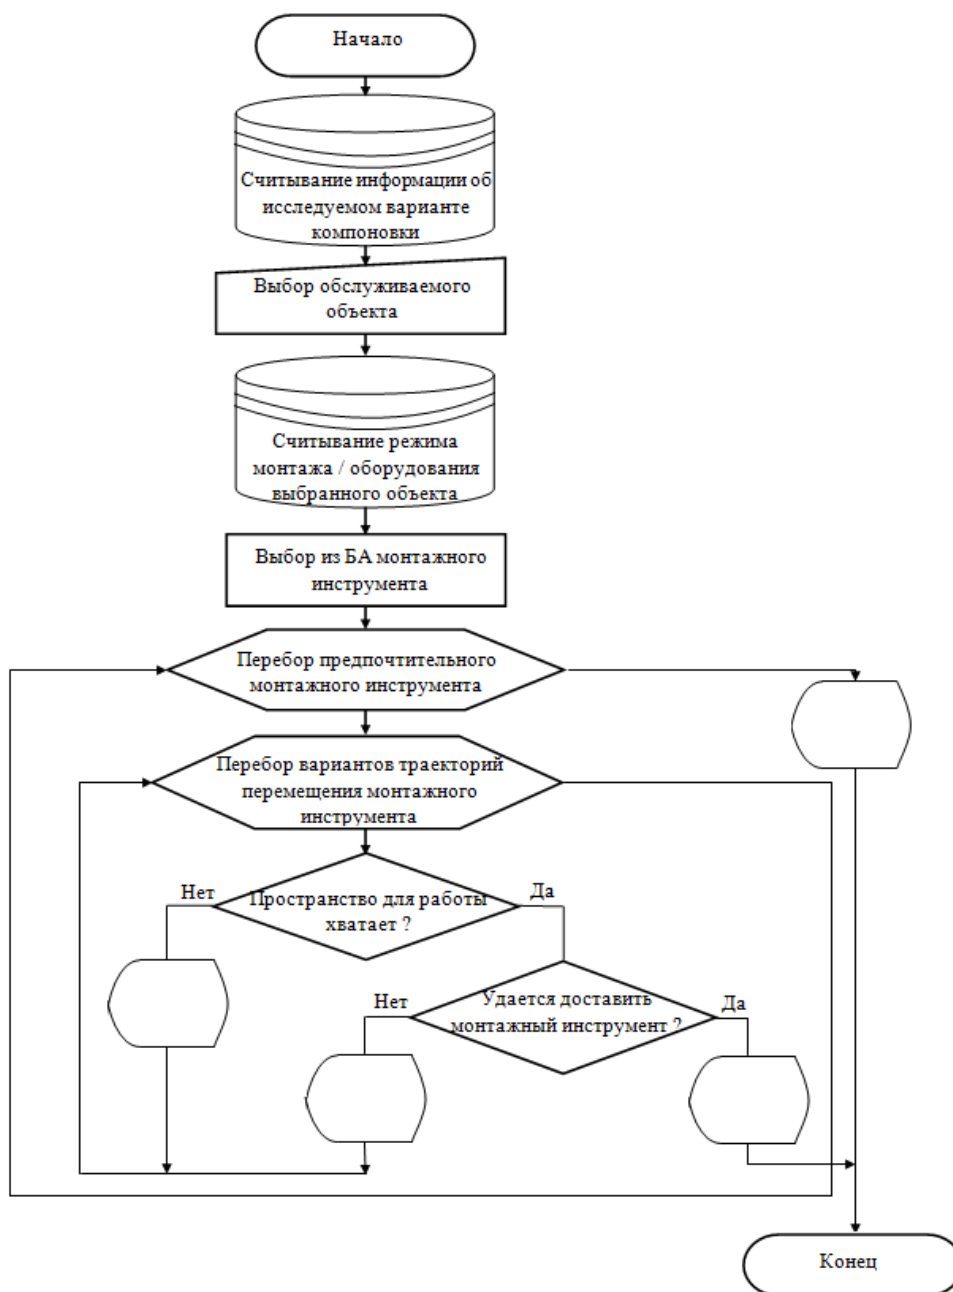 Начало
Считывание информации об
исследуемом варианте
компоновки
Выбор обслуживаемого
объекта
Считывание режима
монтажа / оборудования
выбранного объекта
Выбор из БА монтажного
инструмента
Перебор предпочтительного
монтажного инструмента
Перебор вариантов траекторий
перемещения монтажного
инструмента
Нет
Пространство для работы
хватает ?
Да
Нет
Удается доставить
монтажный инструмент ?
Да
Конец